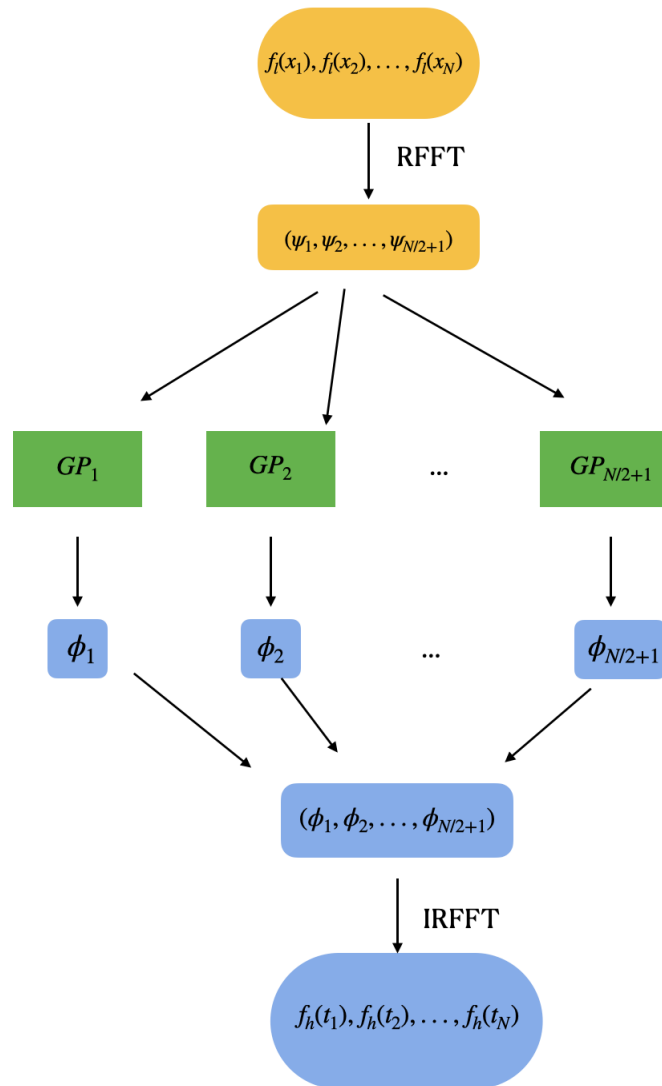 f_l(x_1), f_l(x_2), . . . , f_l(x_N)
RFFT
(ψ_1, ψ_2, . . . , ψ_{N/2+1})
GP_1 GP_2 ... GP_{N/2+1}
ϕ_1 ϕ_2 ... ϕ_{N/2+1}
(ϕ_1, ϕ_2, . . . , ϕ_{N/2+1})
IRFFT
f_h(t_1), f_h(t_2), . . . , f_h(t_N)